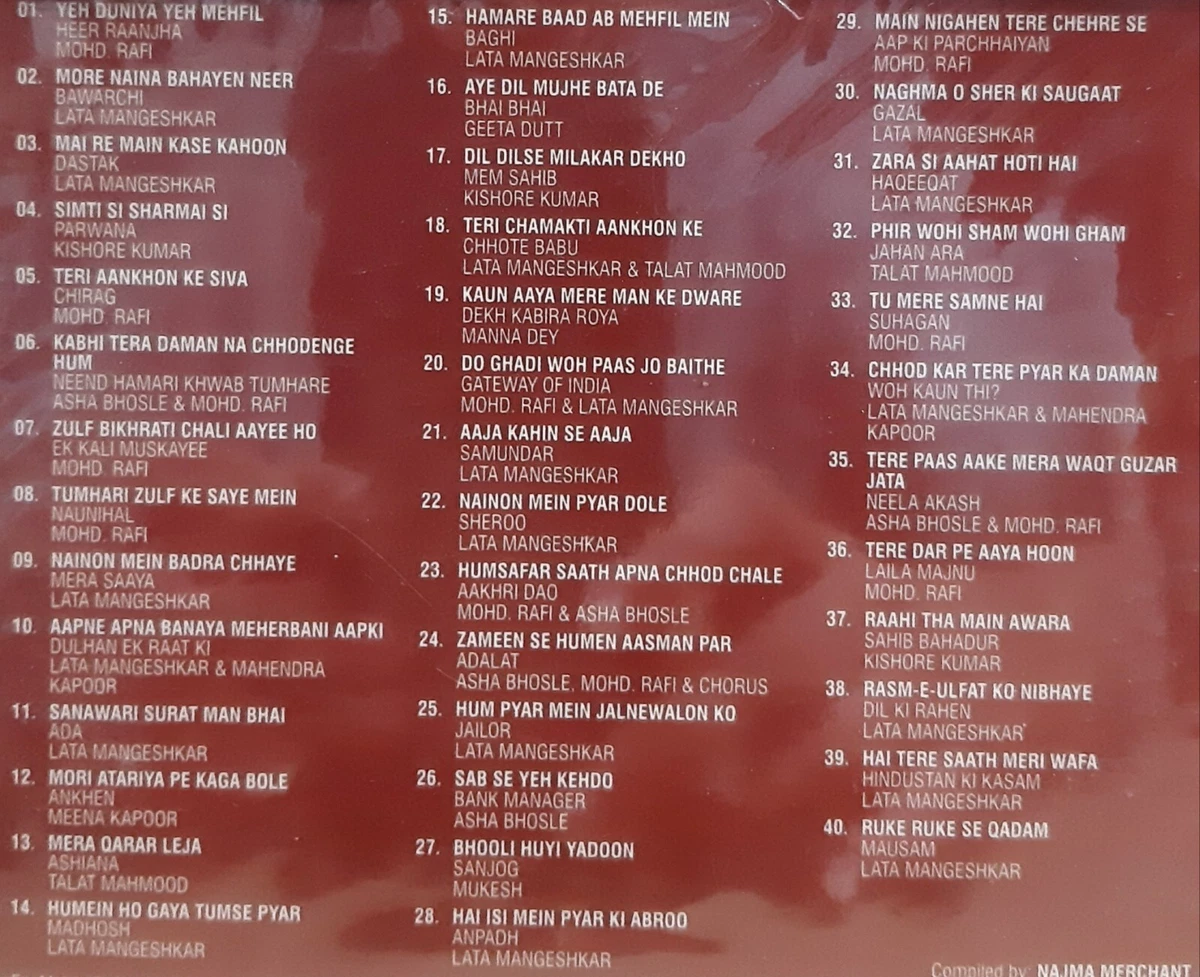 01. YEH DUNIYA YEH MEHFIL
HEER RAANJHA
MOHD. RAFI
02. MORE NAINA BAHAYEN NEER
BAWARCHI
LATA MANGESHKAR
03. MAI RE MAIN KASE KAHOON
DASTAK
LATA MANGESHKAR
04. SIMTI SI SHARMAI SI
PARWANA
KISHORE KUMAR
05. TERI AANKHON KE SIVA
CHIRAG
MOHD. RAFI
06. KABHI TERA DAMAN NA CHHODENGE
HUM
NEEND HAMARI KHWAB TUMHARE
ASHA BHOSLE & MOHD. RAFI
07. ZULF BIKHRATI CHALI AAYEE HO
EK KALI MUSKAYEE
MOHD. RAFI
08. TUMHARI ZULF KE SAYE MEIN
NAUNIHAL
MOHD. RAFI
09. NAINON MEIN BADRA CHHAYE
MERA SAAYA
LATA MANGESHKAR
10. AAPNE APNA BANAYA MEHERBANI AAPKI
DULHAN EK RAAT KI
LATA MANGESHKAR & MAHENDRA
KAPOOR
11. SANAWARI SURAT MAN BHAI
ADA
LATA MANGESHKAR
12. MORI ATARIYA PE KAGA BOLE
ANKHEN
MEENA KAPOOR
13. MERA QARAR LEJA
ASHIANA
TALAT MAHMOOD
14. HUMEIN HO GAYA TUMSE PYAR
MADHOSH
LATA MANGESHKAR
15. HAMARE BAAD AB MEHFIL MEIN
BAGHI
LATA MANGESHKAR
16. AYE DIL MUJHE BATA DE
BHAI BHAI
GEETA DUTT
17. DIL DILSE MILAKAR DEKHO
MEM SAHIB
KISHORE KUMAR
18. TERI CHAMAKTI AANKHON KE
CHHOTE BABU
LATA MANGESHKAR & TALAT MAHMOOD
19. KAUN AAYA MERE MAN KE DWARE
DEKH KABIRA ROYA
MANNA DEY
20. DO GHADI WOH PAAS JO BAITHE
GATEWAY OF INDIA
MOHD. RAFI & LATA MANGESHKAR
21. AAJA KAHIN SE AAJA
SAMUNDAR
LATA MANGESHKAR
22. NAINON MEIN PYAR DOLE
SHEROO
LATA MANGESHKAR
23. HUMSAFAR SAATH APNA CHHOD CHALE
AAKHRI DAO
MOHD. RAFI & ASHA BHOSLE
24. ZAMEEN SE HUMEN AASMAN PAR
ADALAT
ASHA BHOSLE, MOHD. RAFI & CHORUS
25. HUM PYAR MEIN JALNEWALON KO
JAILOR
LATA MANGESHKAR
26. SAB SE YEH KEHDO
BANK MANAGER
ASHA BHOSLE
27. BHOOLI HUYI YADOON
SANJOG
MUKESH
28. HAI ISI MEIN PYAR KI ABROO
ANPADH
LATA MANGESHKAR
29. MAIN NIGAHEN TERE CHEHRE SE
AAP KI PARCHHAIYAN
MOHD. RAFI
30. NAGHMA O SHER KI SAUGAAT
GAZAL
LATA MANGESHKAR
31. ZARA SI AAHAT HOTI HAI
HAQEEQAT
LATA MANGESHKAR
32. PHIR WOHI SHAM WOHI GHAM
JAHAN ARA
TALAT MAHMOOD
33. TU MERE SAMNE HAI
SUHAGAN
MOHD. RAFI
34. CHHOD KAR TERE PYAR KA DAMAN
WOH KAUN THI?
LATA MANGESHKAR & MAHENDRA
KAPOOR
35. TERE PAAS AAKE MERA WAQT GUZAR
JATA
NEELA AKASH
ASHA BHOSLE & MOHD. RAFI
36. TERE DAR PE AAYA HOON
LAILA MAJNU
MOHD. RAFI
37. RAAHI THA MAIN AWARA
SAHIB BAHADUR
KISHORE KUMAR
38. RASM-E-ULFAT KO NIBHAYE
DIL KI RAHEN
LATA MANGESHKAR
39. HAI TERE SAATH MERI WAFA
HINDUSTAN KI KASAM
LATA MANGESHKAR
40. RUKE RUKE SE QADAM
MAUSAM
LATA MANGESHKAR
Compiled by: NAJMA MERCHANT